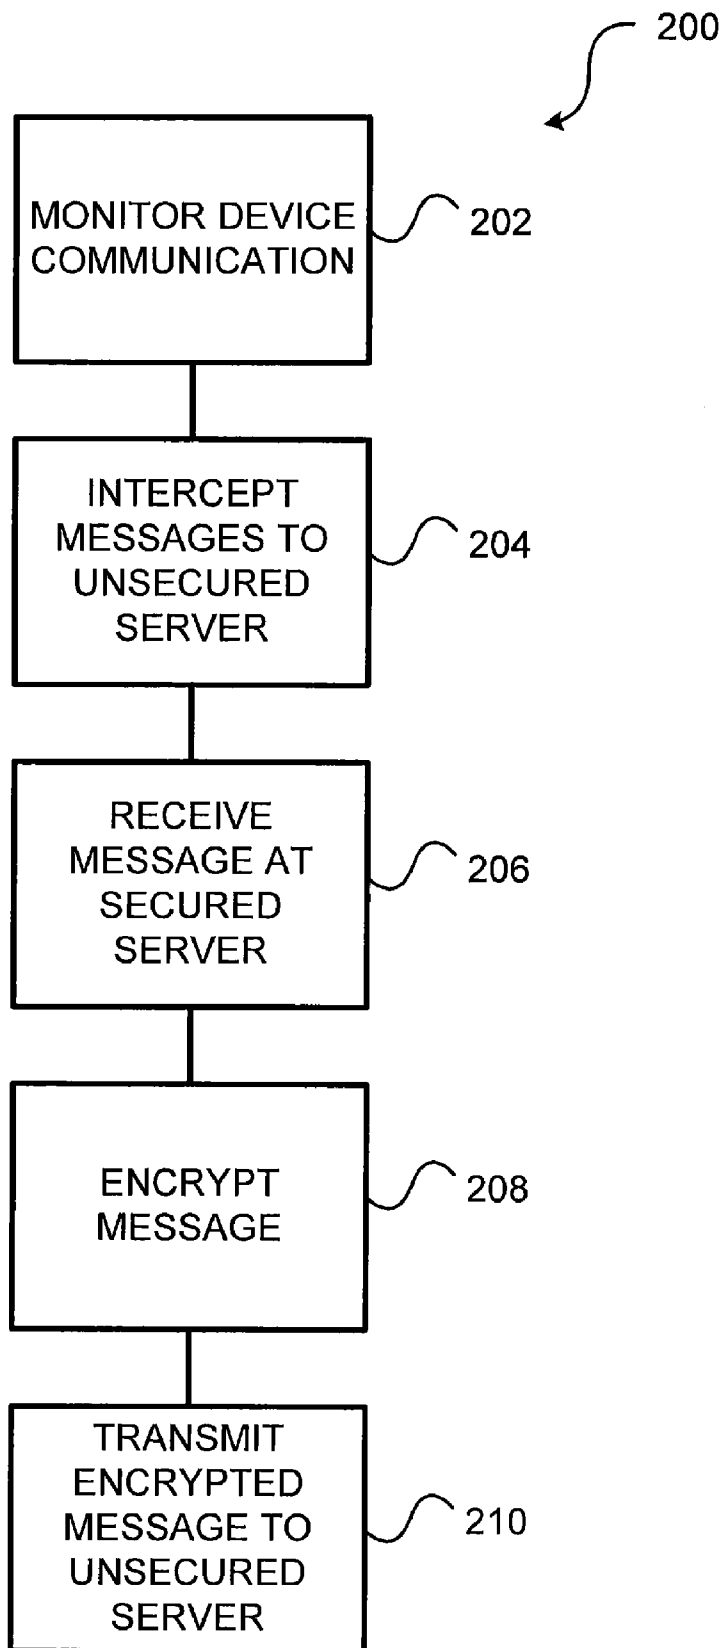 200
MONITOR DEVICE
COMMUNICATION
202
INTERCEPT
MESSAGES TO
UNSECURED
SERVER
204
RECEIVE
MESSAGE AT
SECURED
SERVER
206
ENCRYPT
MESSAGE
208
TRANSMIT
ENCRYPTED
MESSAGE TO
UNSECURED
SERVER
210